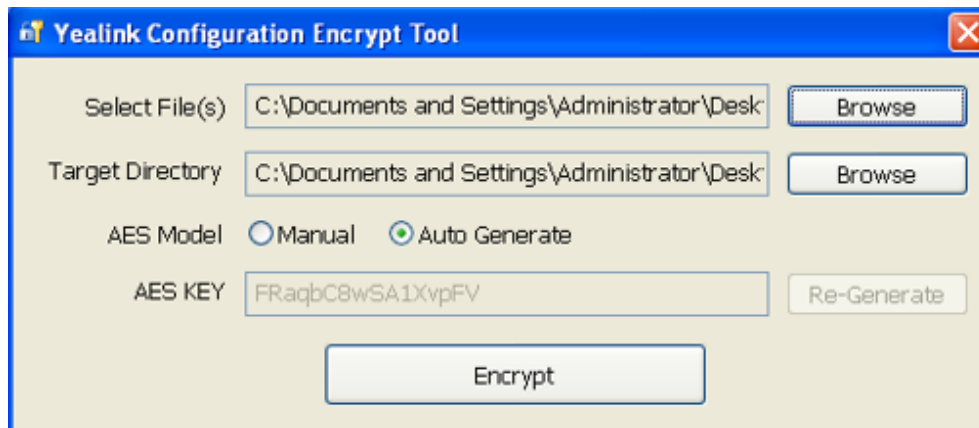 Yealink Configuration Encrypt Tool
Select File(s) C:\Documents and Settings\Administrator\Desk Browse
Target Directory C:\Documents and Settings\Administrator\Desk Browse
AES Model Manual Auto Generate
AES KEY FRaqbC8wSA1XvpFV Re-Generate
Encrypt